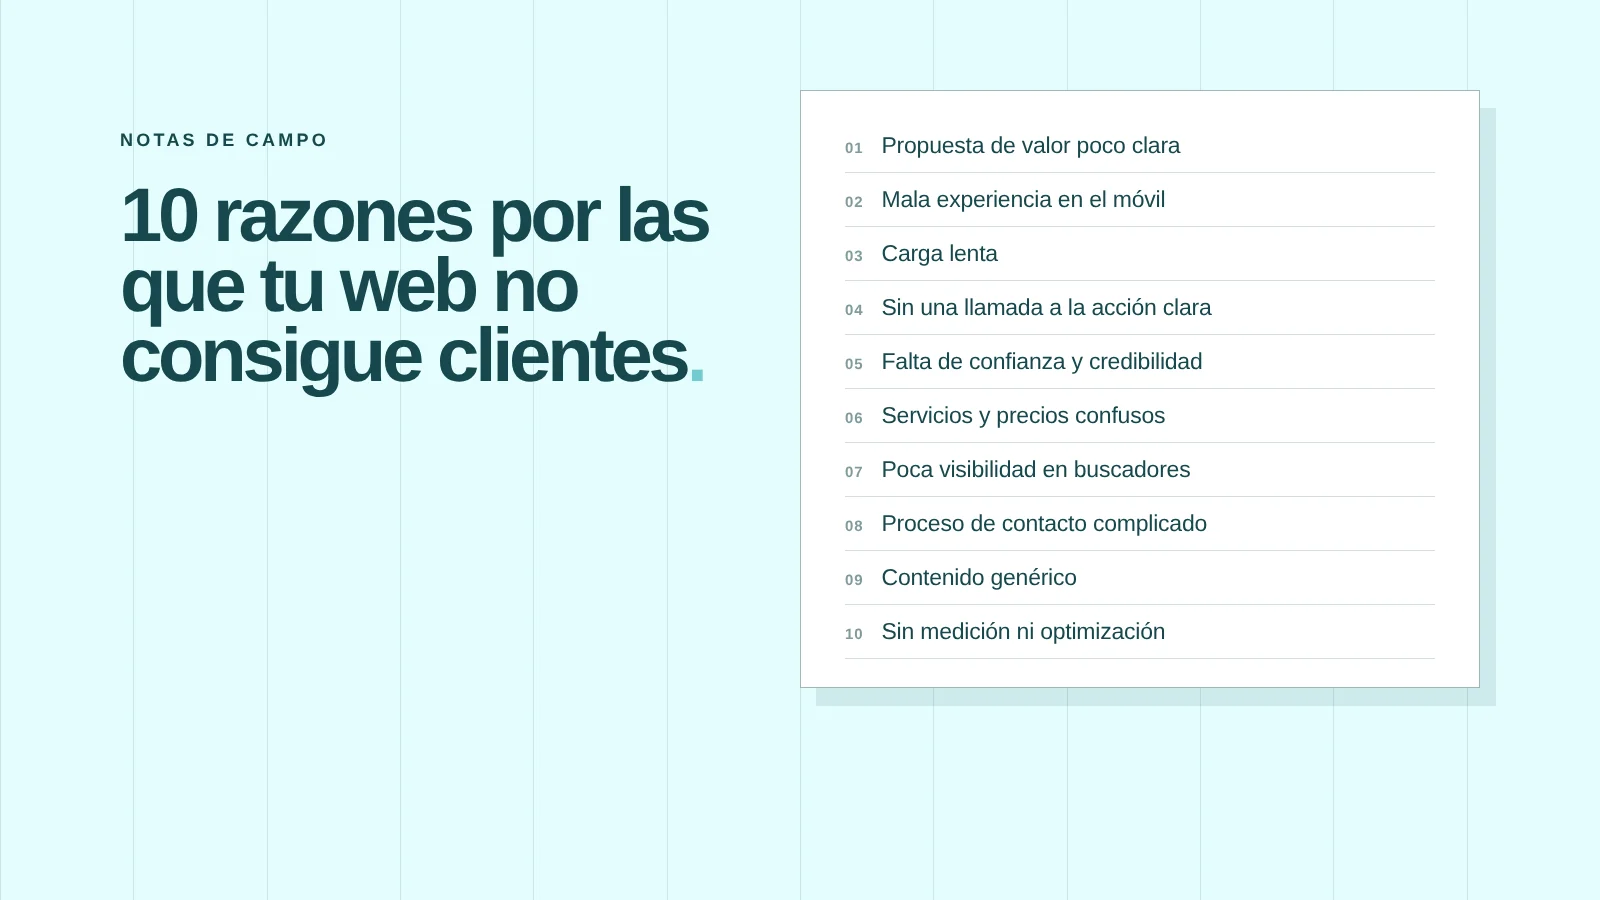 NOTAS DE CAMPO
10 razones por las
que tu web no
consigue clientes.
01 Propuesta de valor poco clara
02 Mala experiencia en el móvil
03 Carga lenta
04 Sin una llamada a la acción clara
05 Falta de confianza y credibilidad
06 Servicios y precios confusos
07 Poca visibilidad en buscadores
08 Proceso de contacto complicado
09 Contenido genérico
10 Sin medición ni optimización